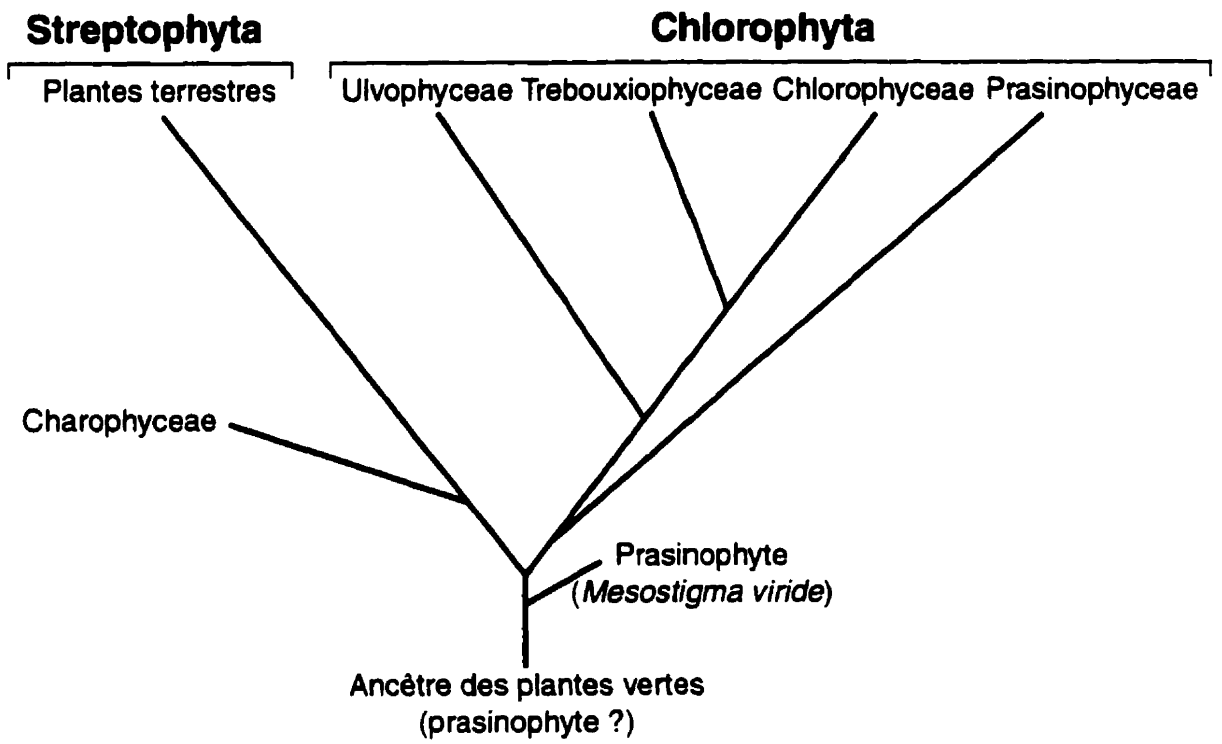 Streptophyta
Chlorophyta
Plantes terrestres
Ulvophyceae Trebouxiophyceae Chlorophyceae Prasinophyceae
Charophyceae
Prasinophyte
(Mesostigma viride)
Ancêtre des plantes vertes
(prasinophyte ?)